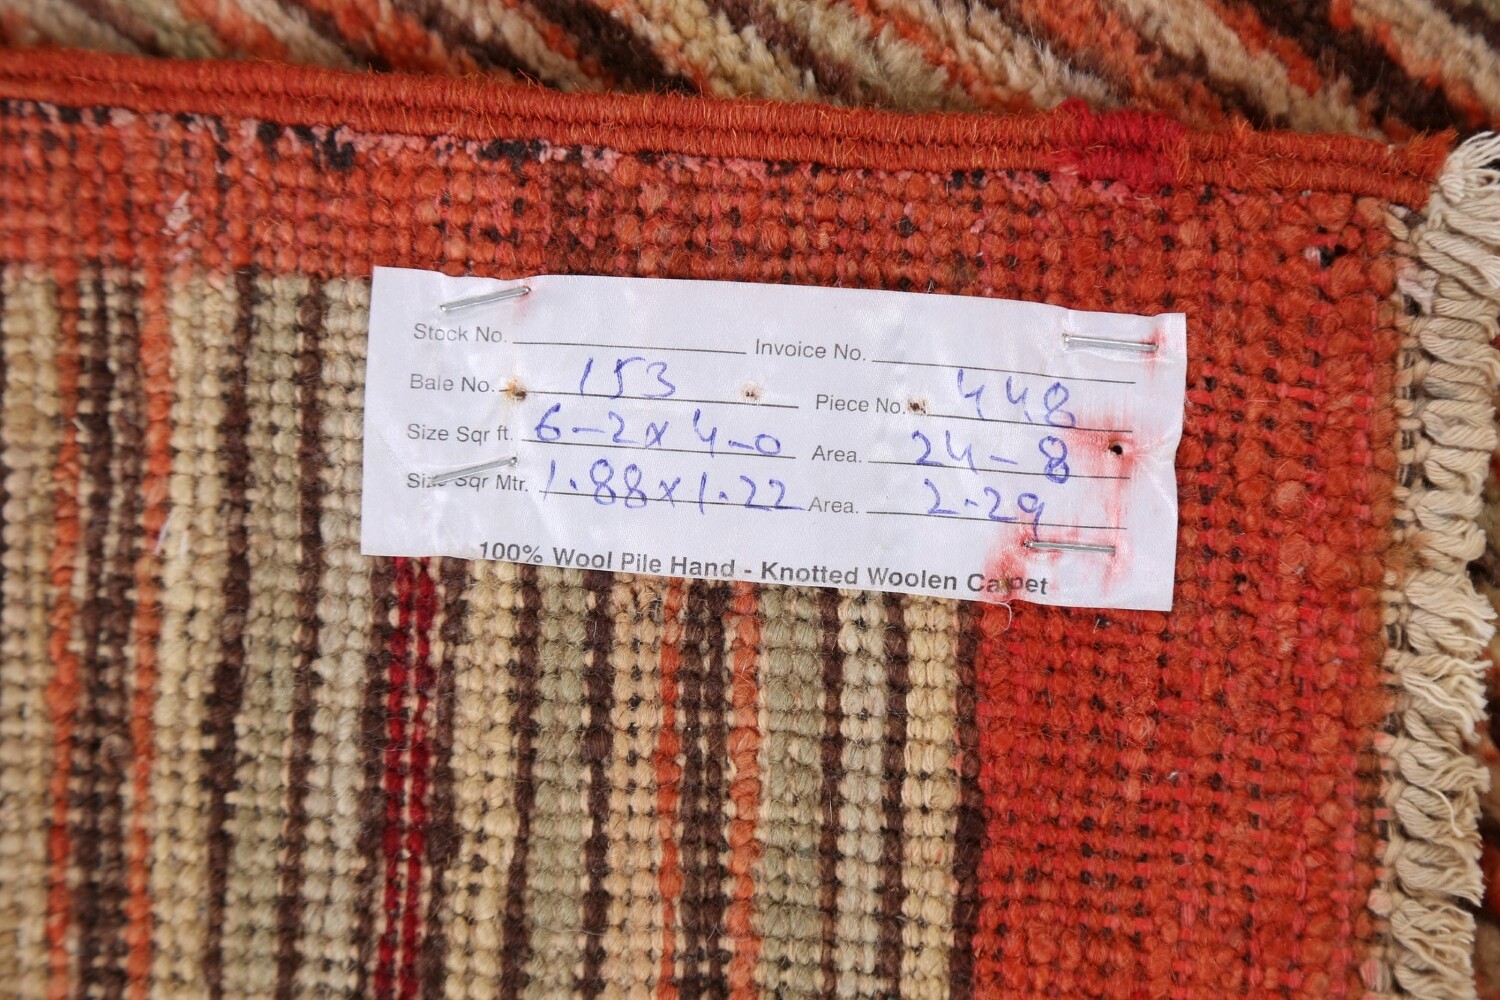 Stock No. Invoice No.
Bale No. 153 Piece No. 448
Size Sqr ft. 6-2x4-0 Area. 24-8
Size Sqr Mtr. 1.88x1.22 Area. 2.29
100% Wool Pile Hand - Knotted Woolen Carpet